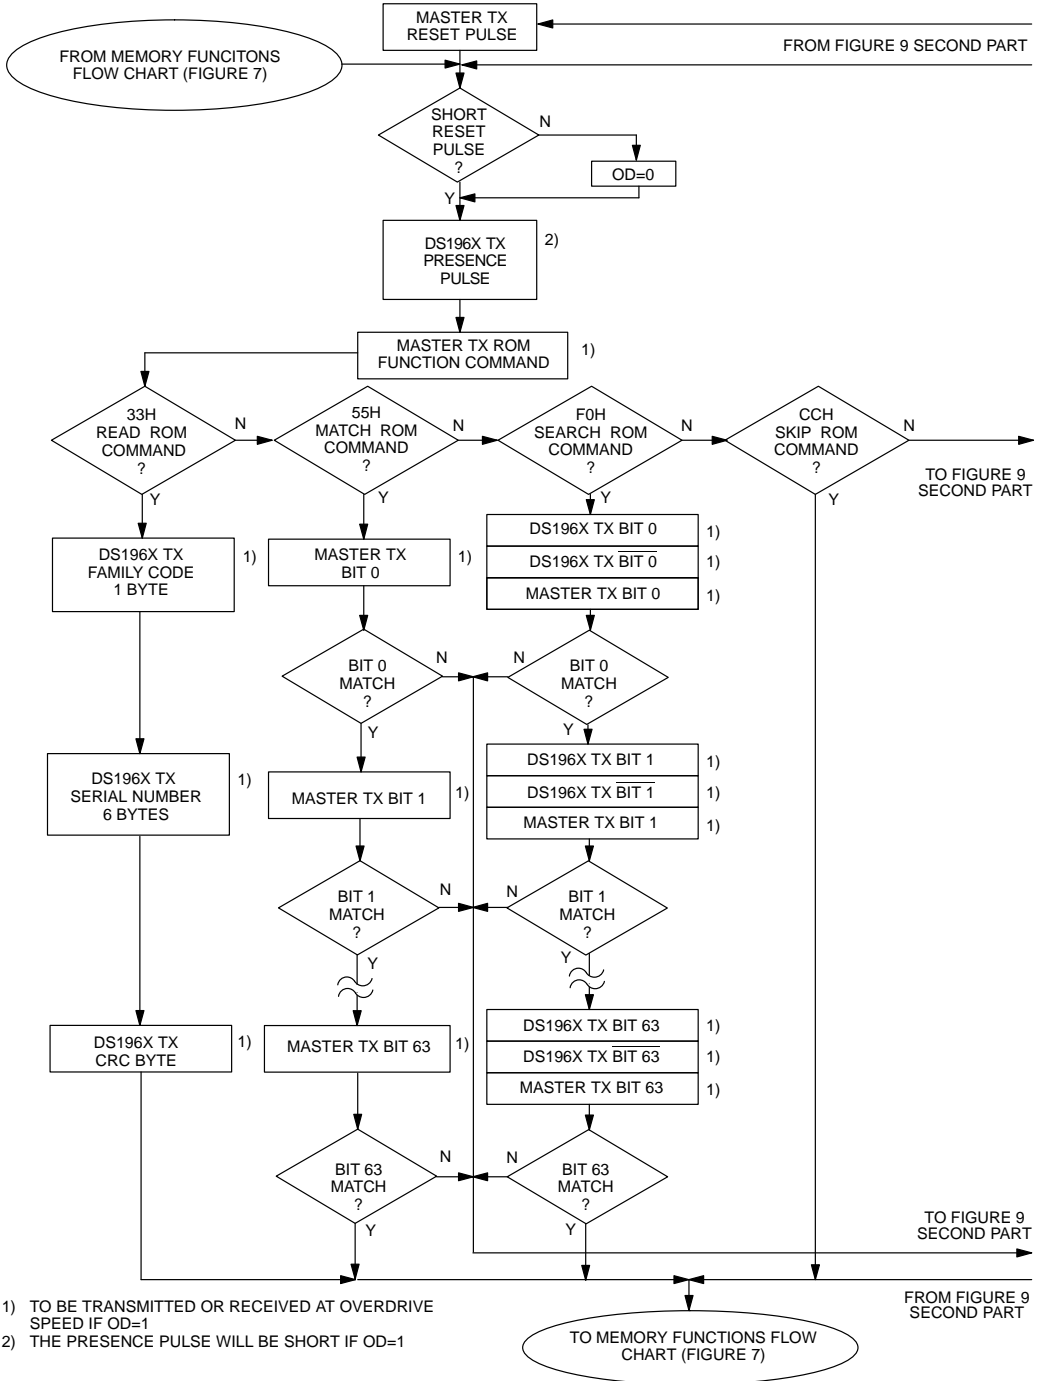 MASTER TX
RESET PULSE
FROM FIGURE 9 SECOND PART
FROM MEMORY FUNCITONS
FLOW CHART (FIGURE 7)
SHORT
RESET
PULSE
?
N
OD=0
Y
DS196X TX
PRESENCE
PULSE
2)
MASTER TX ROM
FUNCTION COMMAND
1)
33H
READ ROM
COMMAND
?
N
Y
55H
MATCH ROM
COMMAND
?
N
Y
F0H
SEARCH ROM
COMMAND
?
N
Y
CCH
SKIP ROM
COMMAND
?
N
Y
TO FIGURE 9
SECOND PART
DS196X TX
FAMILY CODE
1 BYTE
1)
MASTER TX
BIT 0
1)
DS196X TX BIT 0
1)
DS196X TX BIT 0
1)
MASTER TX BIT 0
1)
BIT 0
MATCH
?
N
Y
N
BIT 0
MATCH
?
Y
DS196X TX
SERIAL NUMBER
6 BYTES
1)
MASTER TX BIT 1
1)
DS196X TX BIT 1
1)
DS196X TX BIT 1
1)
MASTER TX BIT 1
1)
BIT 1
MATCH
?
N
Y
N
BIT 1
MATCH
?
Y
DS196X TX
CRC BYTE
1)
MASTER TX BIT 63
1)
DS196X TX BIT 63
1)
DS196X TX BIT 63
1)
MASTER TX BIT 63
1)
BIT 63
MATCH
?
N
Y
N
BIT 63
MATCH
?
Y
TO FIGURE 9
SECOND PART
FROM FIGURE 9
SECOND PART
1) TO BE TRANSMITTED OR RECEIVED AT OVERDRIVE
SPEED IF OD=1
2) THE PRESENCE PULSE WILL BE SHORT IF OD=1
TO MEMORY FUNCTIONS FLOW
CHART (FIGURE 7)